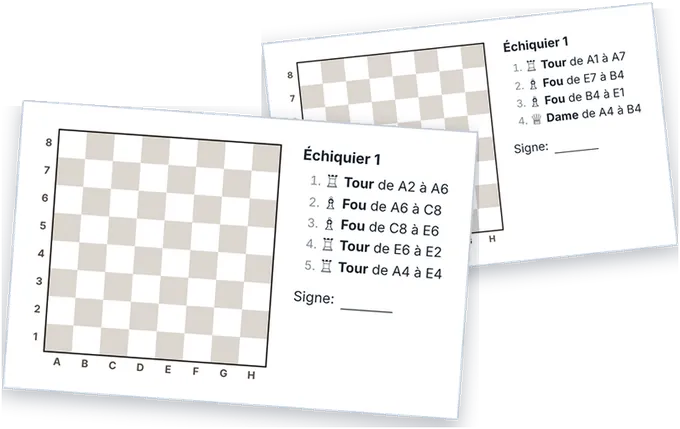 Échiquier 1
1. Tour de A1 à A7
2. Fou de E7 à B4
3. Fou de B4 à E1
4. Dame de A4 à B4
Signe: ______
8
7
H
Échiquier 1
1. Tour de A2 à A6
2. Fou de A6 à C8
3. Fou de C8 à E6
4. Tour de E6 à E2
5. Tour de A4 à E4
Signe: ______
8
7
6
5
4
3
2
1
A B C D E F G H